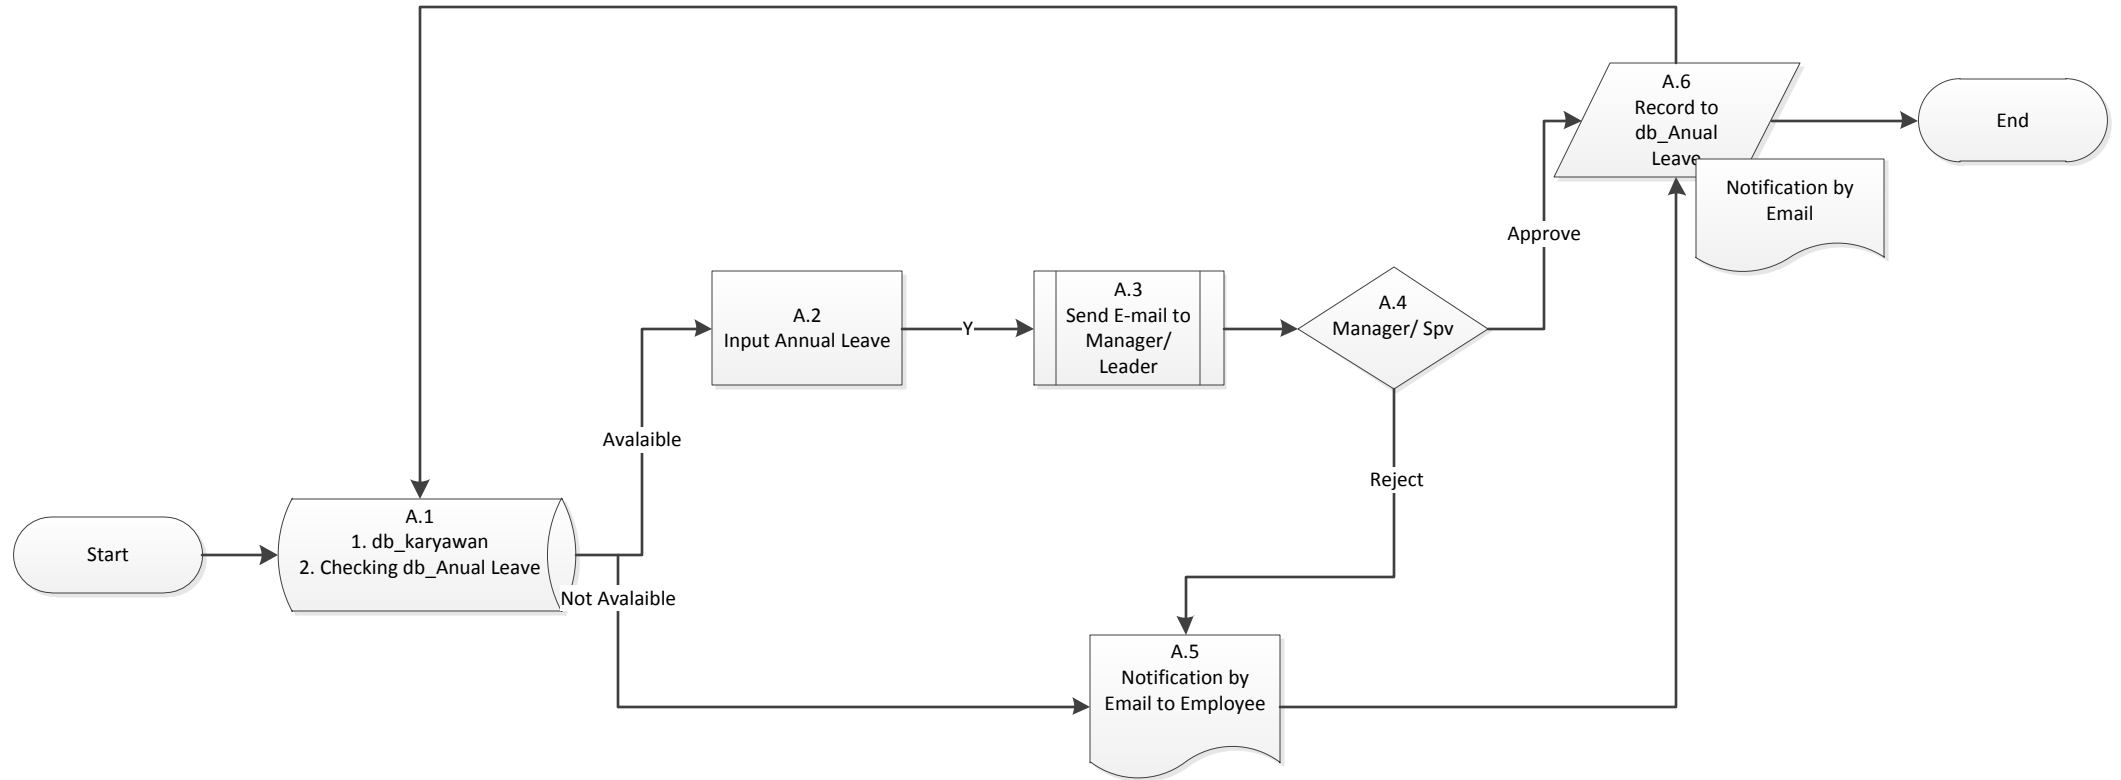 A.6
Record to
db_Anual
Leave
End
Notification by
Email
Approve
A.2
Input Annual Leave
Y
A.3
Send E-mail to
Manager/
Leader
A.4
Manager/ Spv
Avalaible
Reject
Start
A.1
1. db_karyawan
2. Checking db_Anual Leave
Not Avalaible
A.5
Notification by
Email to Employee